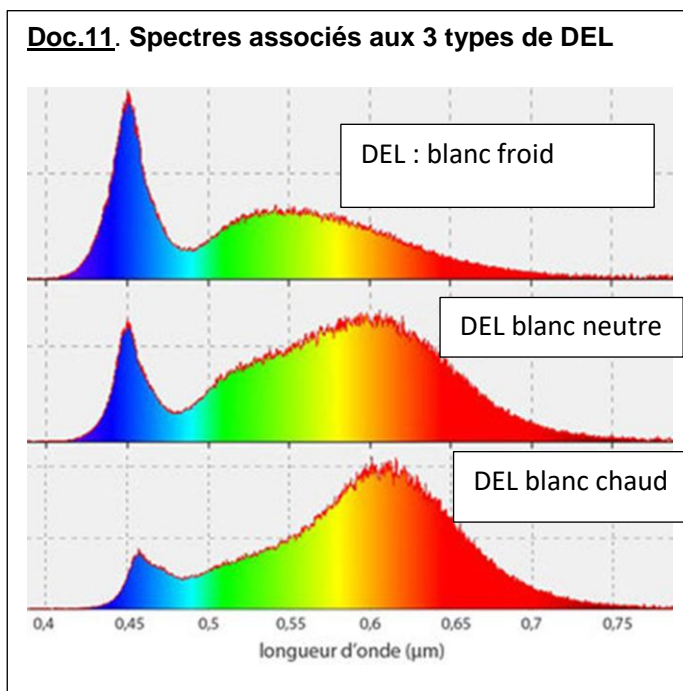 Doc.11. Spectres associés aux 3 types de DEL
DEL : blanc froid
DEL blanc neutre
DEL blanc chaud
0,4 0,45 0,5 0,55 0,6 0,65 0,7 0,75
longueur d'onde (µm)